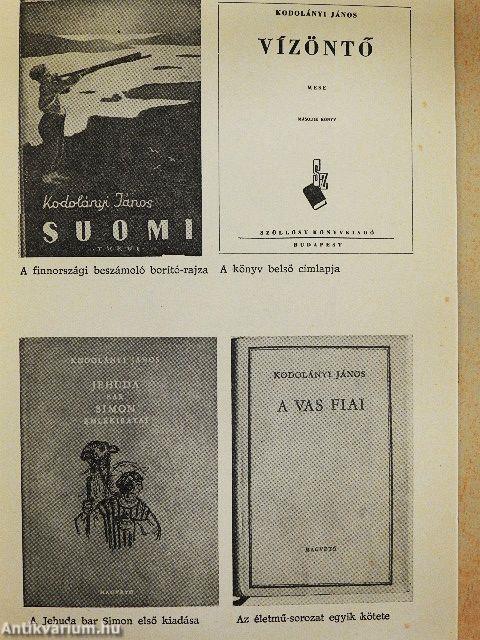 Kodolányi János
SUOMI
TURUL
A finnországi beszámoló borító-rajza
KODOLÁNYI JÁNOS
VÍZÖNTŐ
MESE
MÁSODIK KÖNYV
SZÖLLŐSY KÖNYVKIADÓ
BUDAPEST
A könyv belső címlapja
KODOLÁNYI JÁNOS
JEHUDA
BAR
SIMON
EMLÉKIRATAI
MAGVETŐ
A Jehuda bar Simon első kiadása
KODOLÁNYI JÁNOS
A VAS FIAI
MAGVETŐ
Az életmű-sorozat egyik kötete
Antikvarium.hu